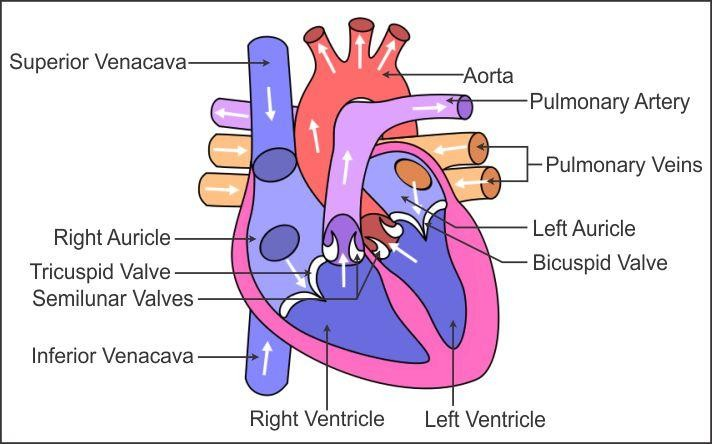 Superior Venacava
Aorta
Pulmonary Artery
Pulmonary Veins
Right Auricle
Left Auricle
Tricuspid Valve
Bicuspid Valve
Semilunar Valves
Inferior Venacava
Right Ventricle
Left Ventricle